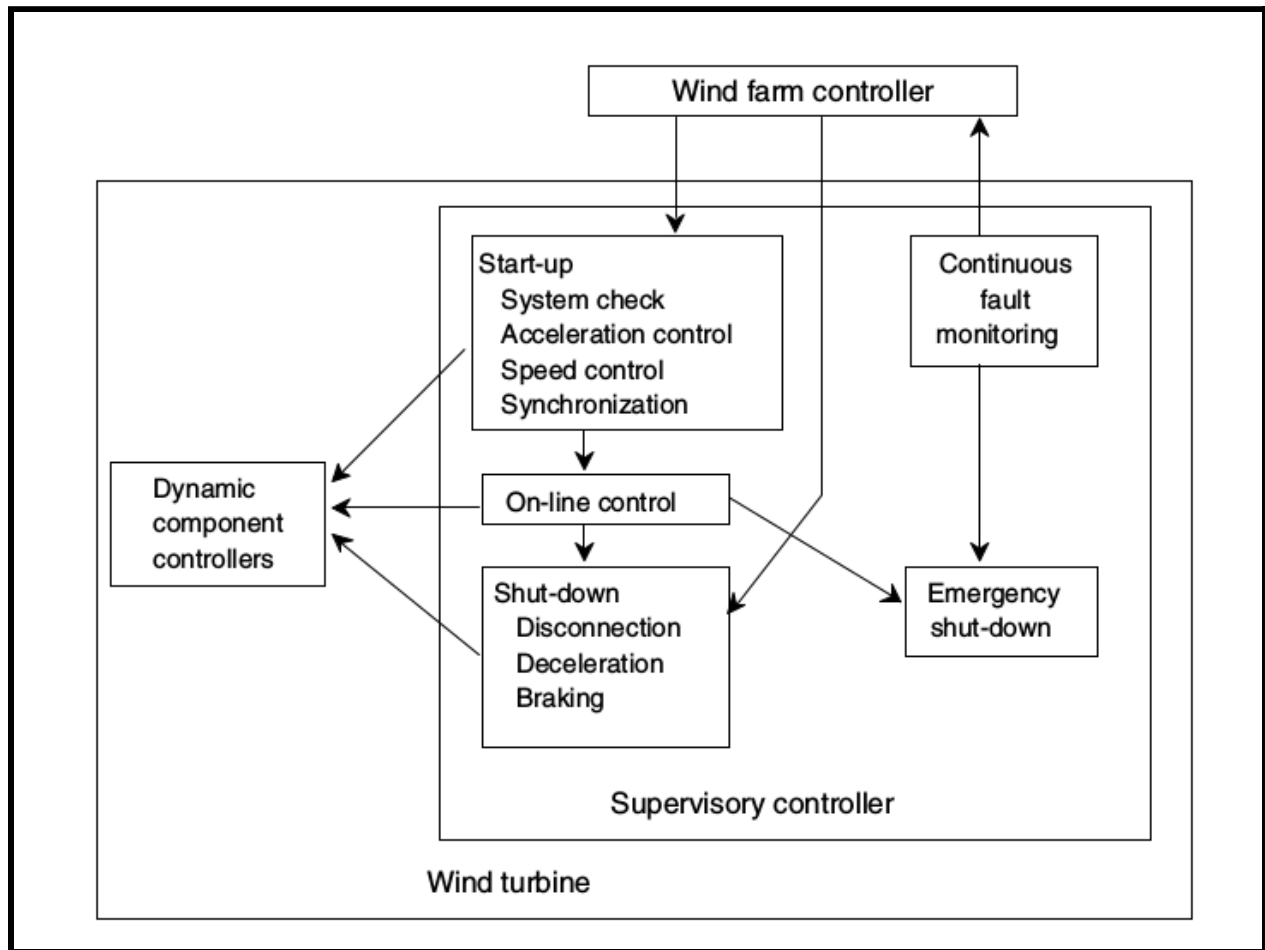 Wind farm controller
Start-up
System check
Acceleration control
Speed control
Synchronization
Continuous
fault
monitoring
Dynamic
component
controllers
On-line control
Shut-down
Disconnection
Deceleration
Braking
Emergency
shut-down
Supervisory controller
Wind turbine